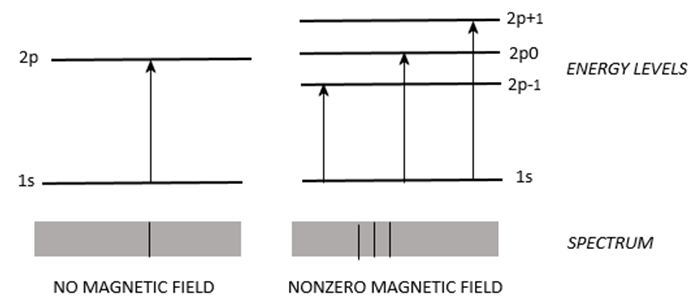 2p
1s
2p+1
2p0
2p-1
1s
ENERGY LEVELS
SPECTRUM
NO MAGNETIC FIELD
NONZERO MAGNETIC FIELD